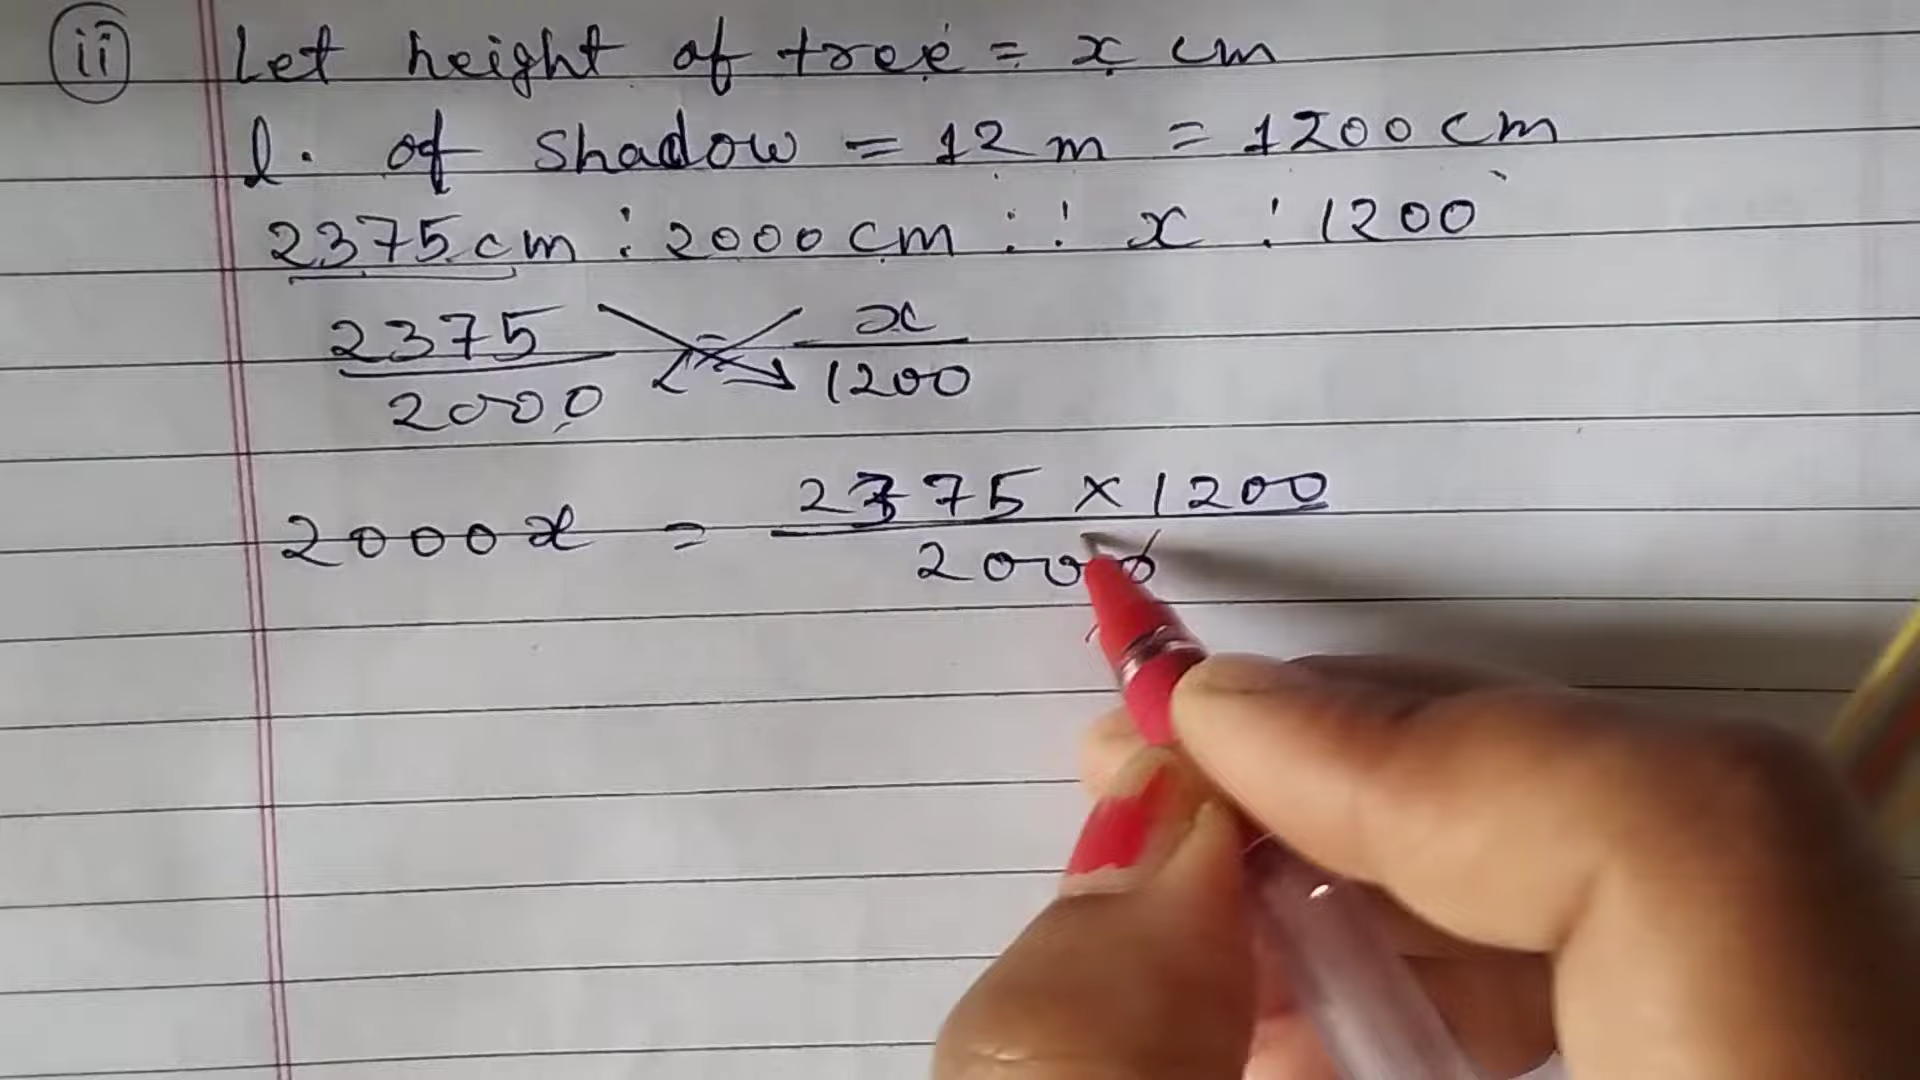 ii Let height of tree = x cm
l. of shadow = 12 m = 1200 cm
2375 cm : 2000 cm :: x : 1200
2375 = x
2000 1200
2000x = 2375 × 1200
2000